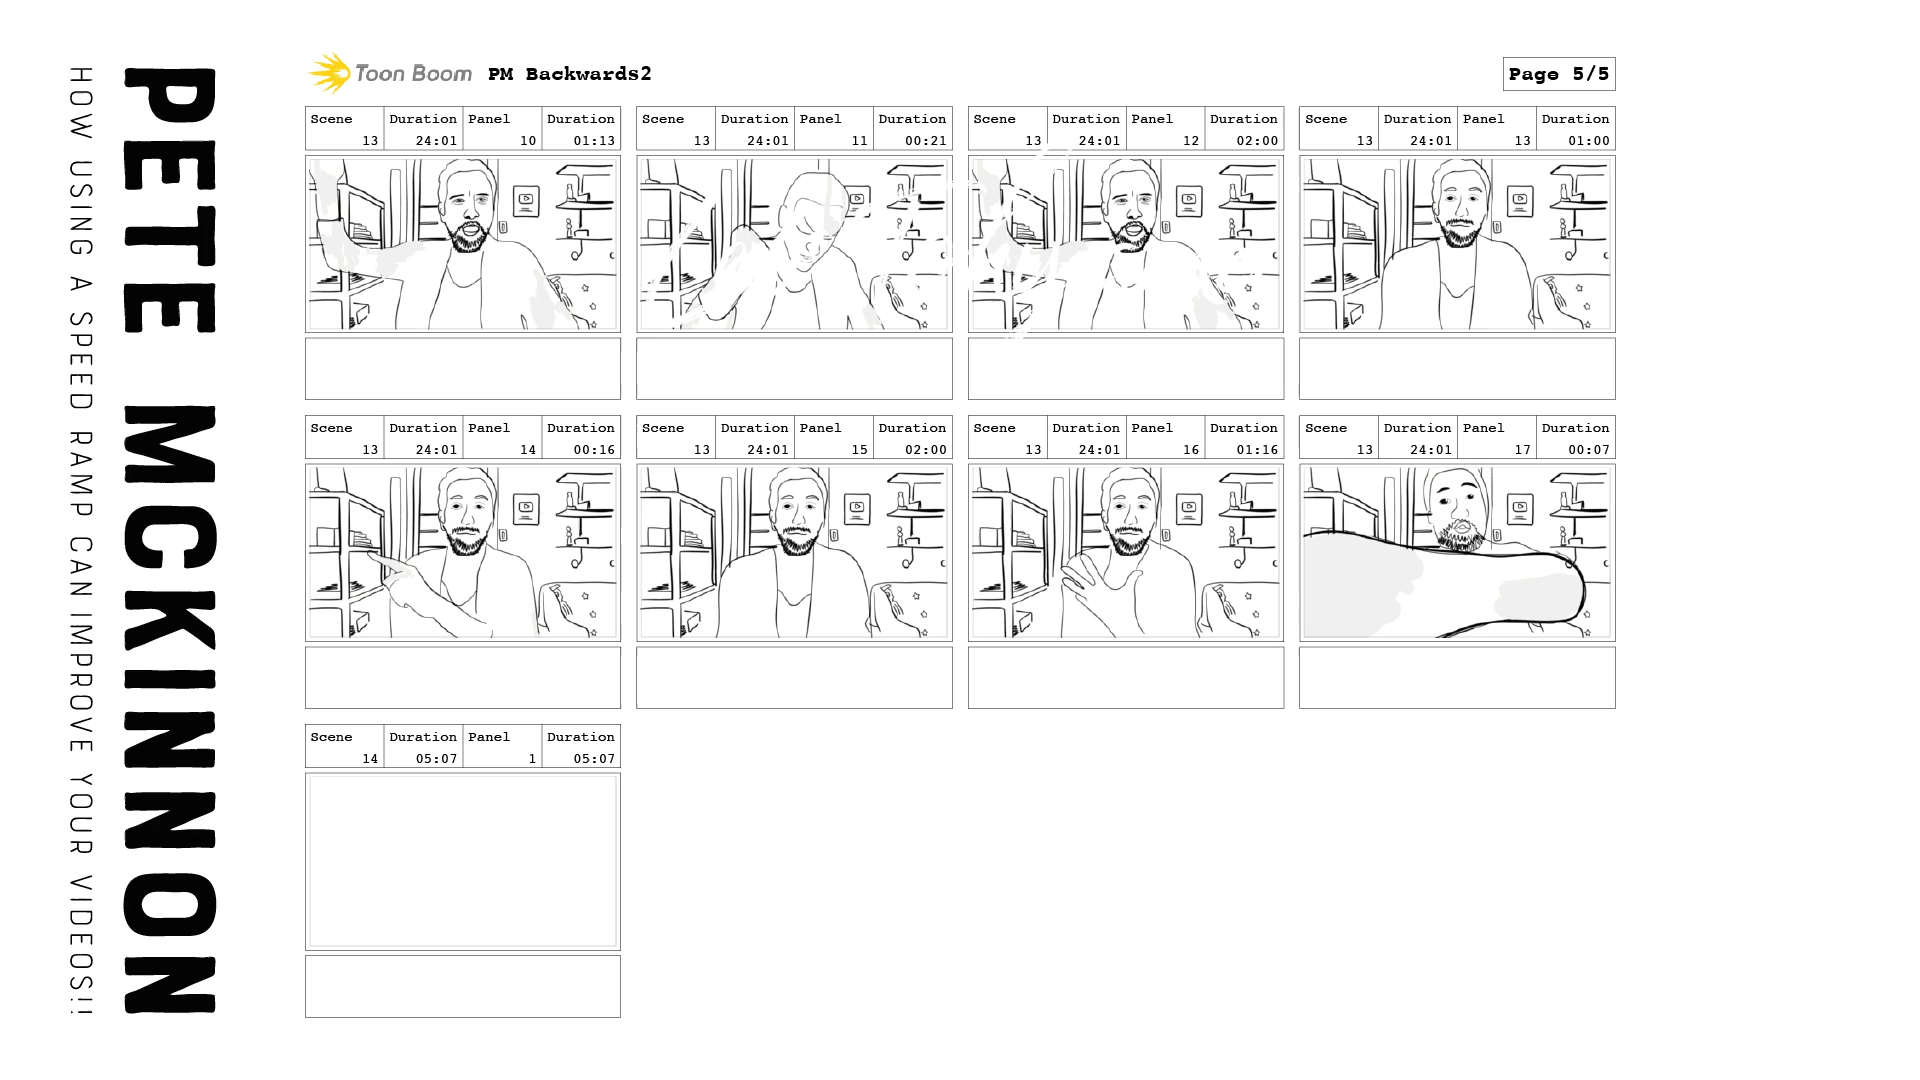 PETE MCKINNON
HOW USING A SPEED RAMP CAN IMPROVE YOUR VIDEOS!!
Toon Boom PM Backwards2
Page 5/5
Scene Duration Panel Duration
13 24:01 10 01:13
Scene Duration Panel Duration
13 24:01 11 00:21
Scene Duration Panel Duration
13 24:01 12 02:00
Scene Duration Panel Duration
13 24:01 13 01:00
Scene Duration Panel Duration
13 24:01 14 00:16
Scene Duration Panel Duration
13 24:01 15 02:00
Scene Duration Panel Duration
13 24:01 16 01:16
Scene Duration Panel Duration
13 24:01 17 00:07
Scene Duration Panel Duration
14 05:07 1 05:07